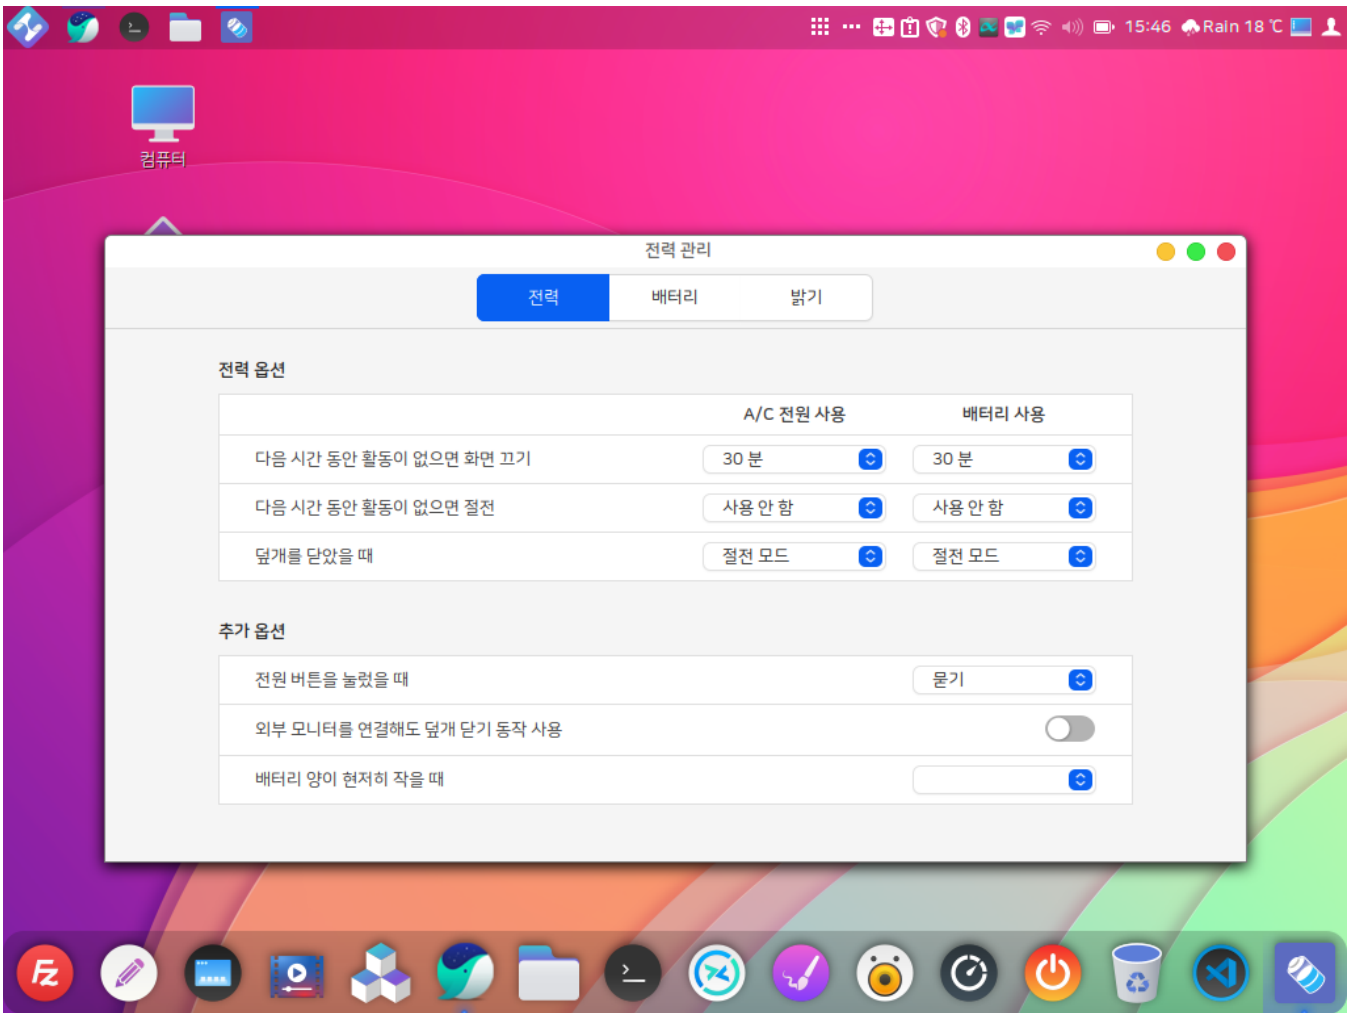 15:46 Rain 18 ℃
컴퓨터
전력 관리
전력 배터리 밝기
전력 옵션
A/C 전원 사용 배터리 사용
다음 시간 동안 활동이 없으면 화면 끄기 30 분 30 분
다음 시간 동안 활동이 없으면 절전 사용 안 함 사용 안 함
덮개를 닫았을 때 절전 모드 절전 모드
추가 옵션
전원 버튼을 눌렀을 때 묻기
외부 모니터를 연결해도 덮개 닫기 동작 사용
배터리 양이 현저히 작을 때
Fz